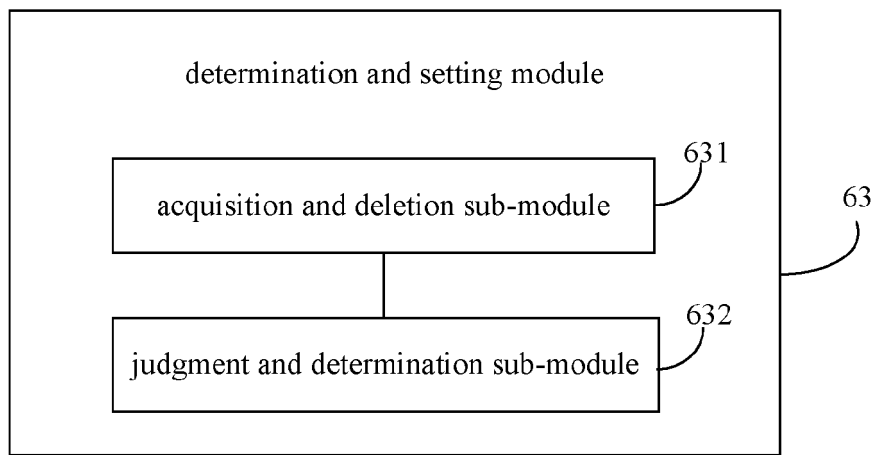 determination and setting module
631
acquisition and deletion sub-module
63
632
judgment and determination sub-module